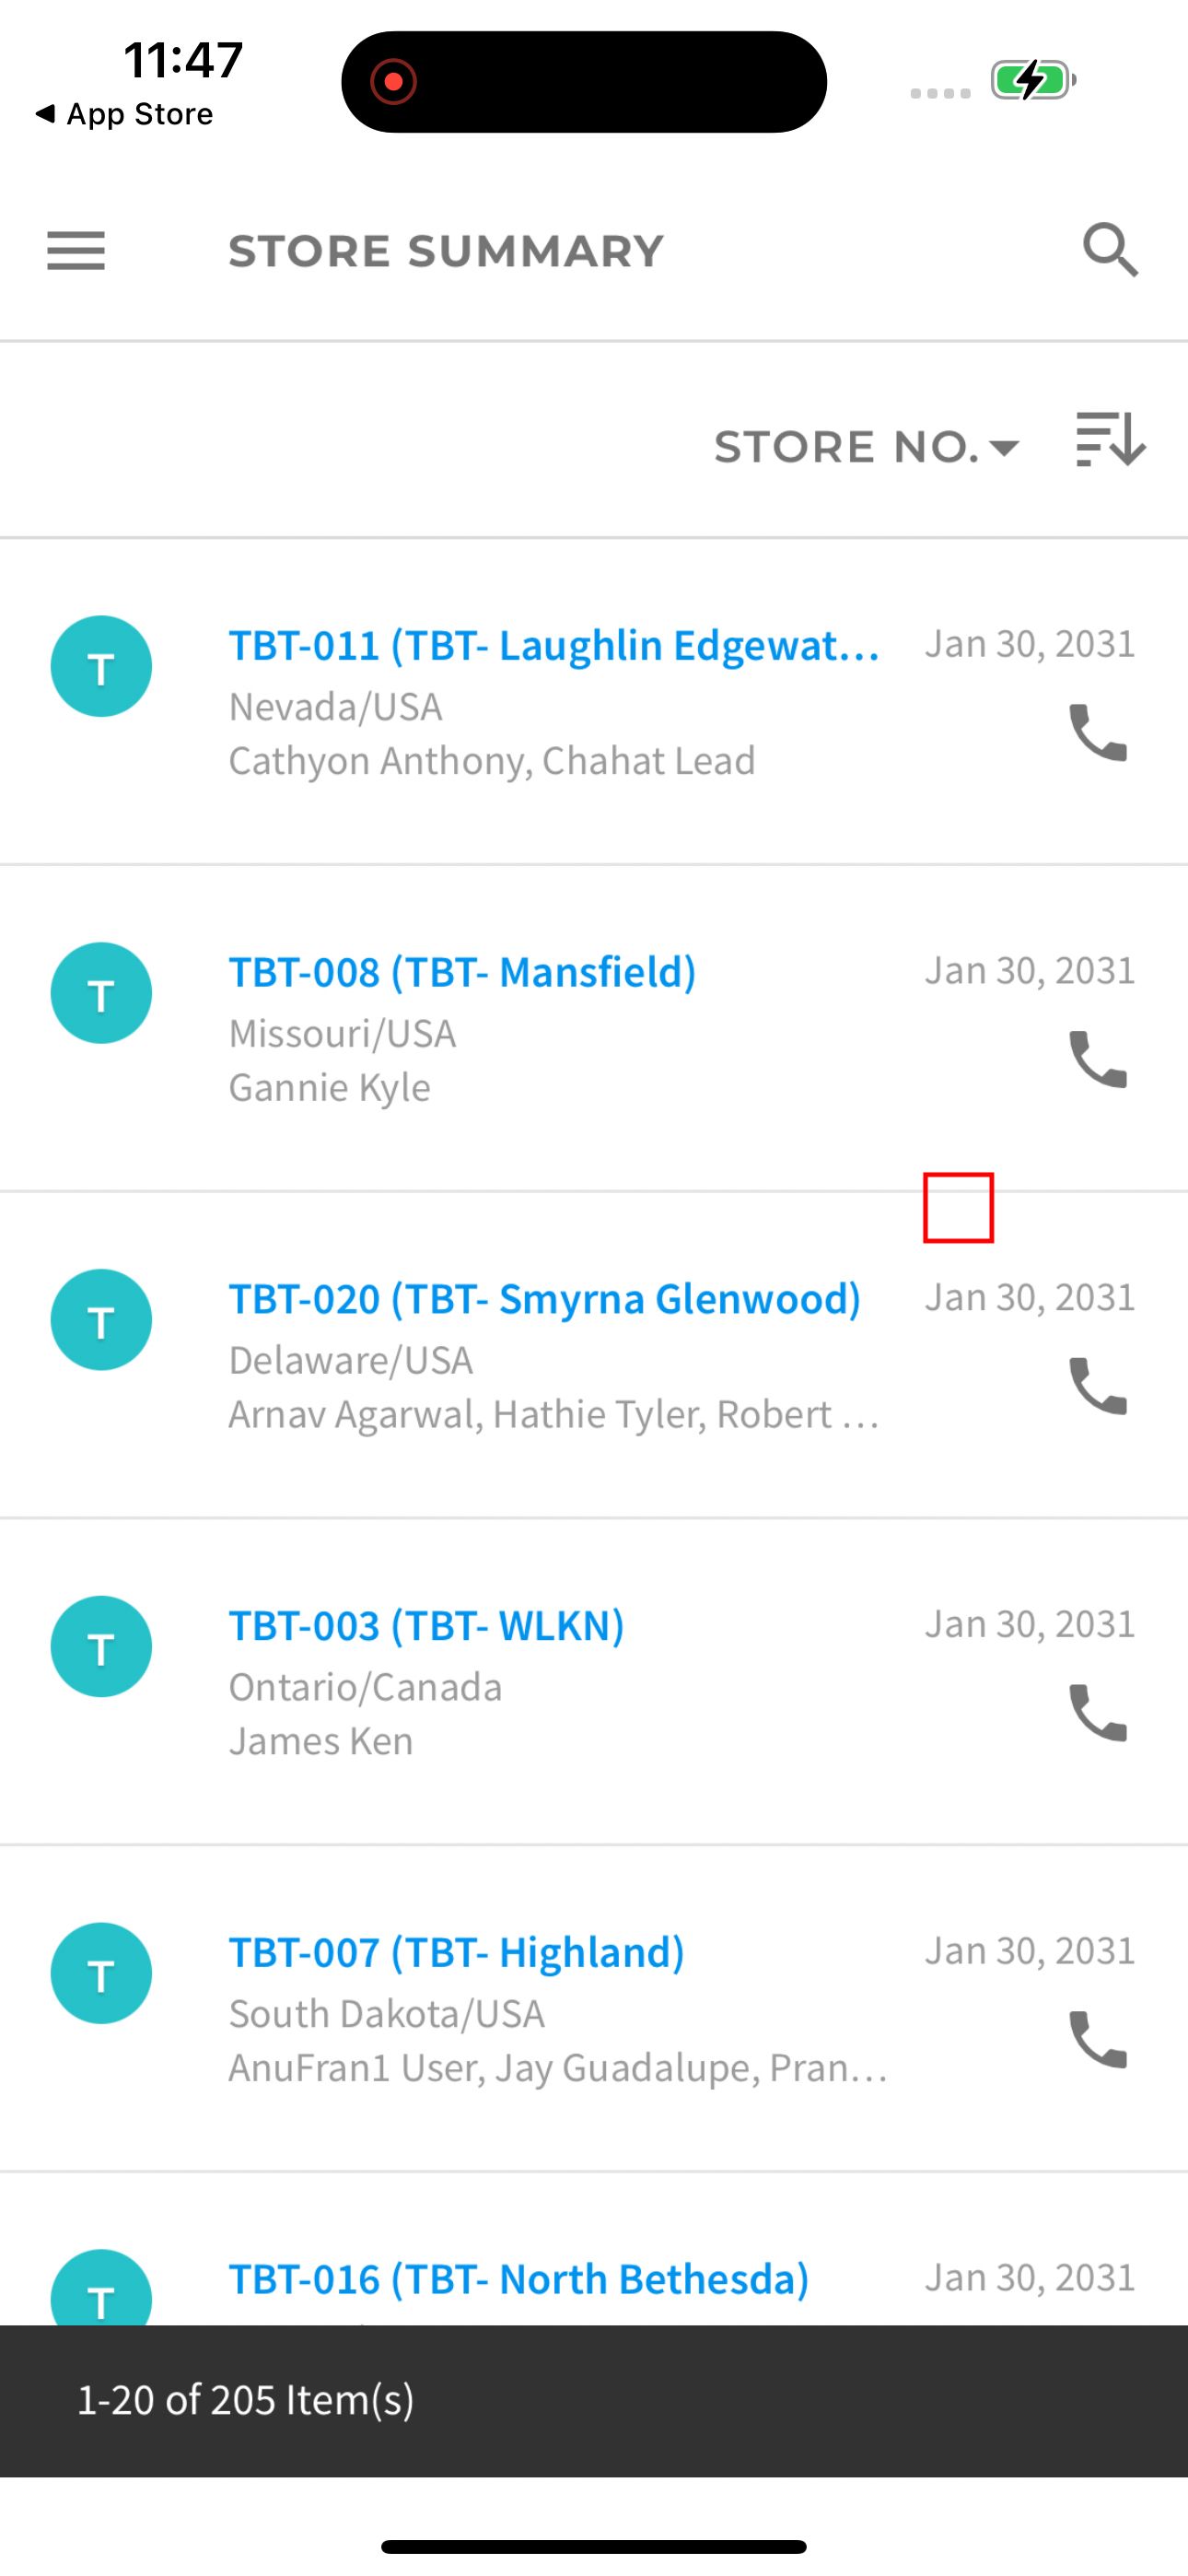 11:47
App Store
STORE SUMMARY
STORE NO.
T
TBT-011 (TBT- Laughlin Edgewat...
Jan 30, 2031
Nevada/USA
Cathyon Anthony, Chahat Lead
T
TBT-008 (TBT- Mansfield)
Jan 30, 2031
Missouri/USA
Gannie Kyle
T
TBT-020 (TBT- Smyrna Glenwood)
Jan 30, 2031
Delaware/USA
Arnav Agarwal, Hathie Tyler, Robert ...
T
TBT-003 (TBT- WLKN)
Jan 30, 2031
Ontario/Canada
James Ken
T
TBT-007 (TBT- Highland)
Jan 30, 2031
South Dakota/USA
AnuFran1 User, Jay Guadalupe, Pran...
T
TBT-016 (TBT- North Bethesda)
Jan 30, 2031
1-20 of 205 Item(s)